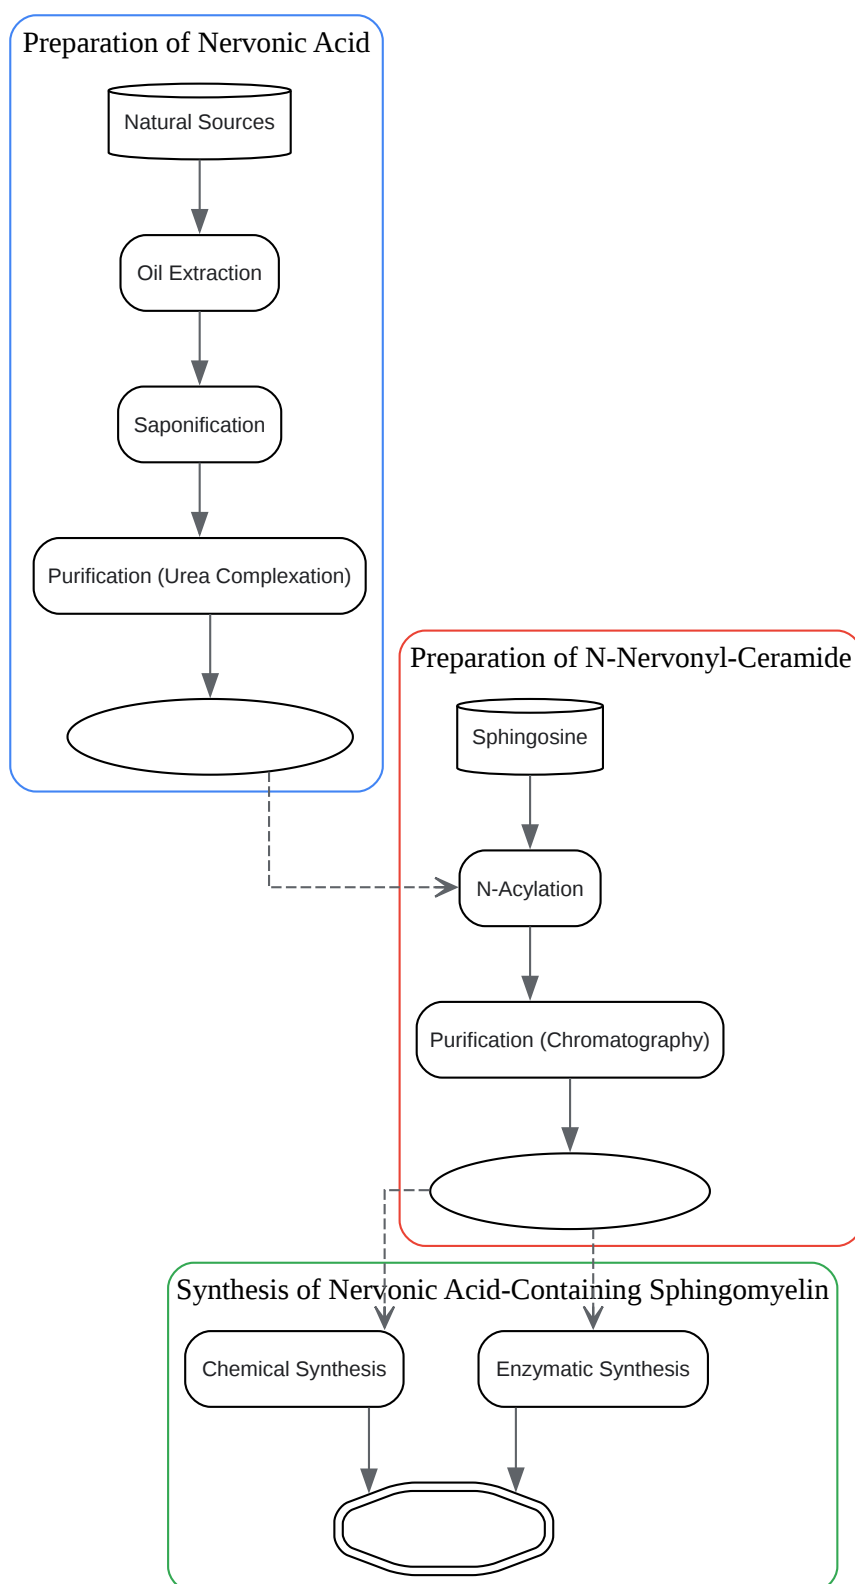 Preparation of Nervonic Acid
Natural Sources
Oil Extraction
Saponification
Purification (Urea Complexation)
Preparation of N-Nervonyl-Ceramide
Sphingosine
N-Acylation
Purification (Chromatography)
Synthesis of Nervonic Acid-Containing Sphingomyelin
Chemical Synthesis
Enzymatic Synthesis